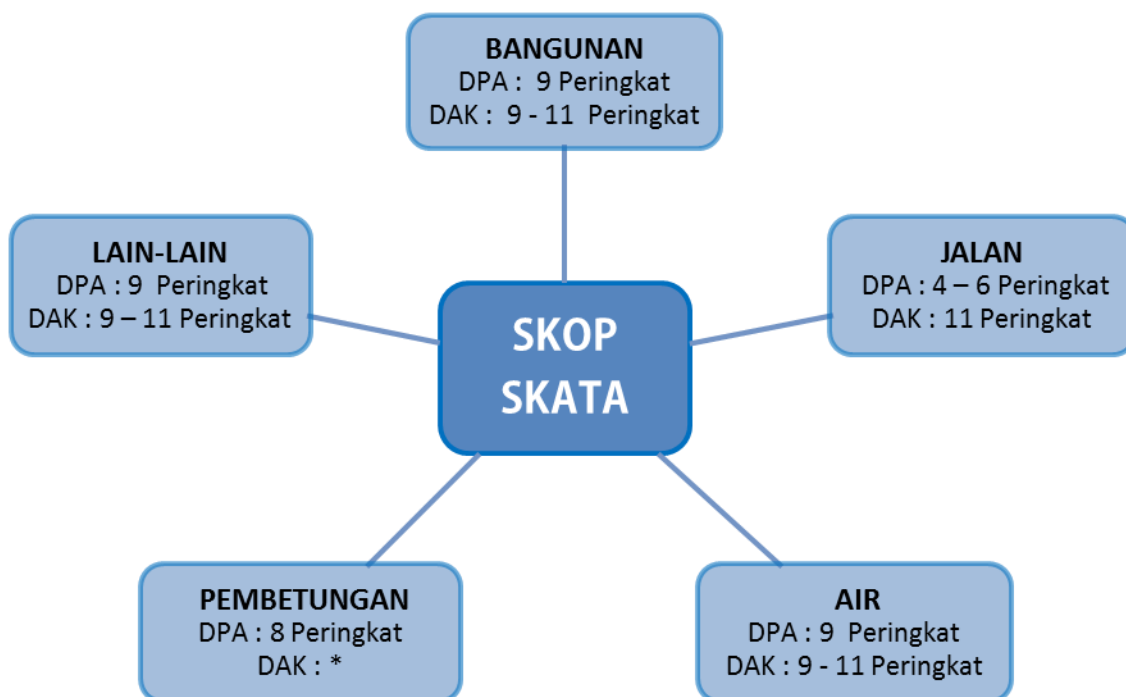 BANGUNAN
DPA : 9 Peringkat
DAK : 9 - 11 Peringkat
LAIN-LAIN
DPA : 9 Peringkat
DAK : 9 – 11 Peringkat
JALAN
DPA : 4 – 6 Peringkat
DAK : 11 Peringkat
SKOP
SKATA
PEMBETUNGAN
DPA : 8 Peringkat
DAK : *
AIR
DPA : 9 Peringkat
DAK : 9 - 11 Peringkat